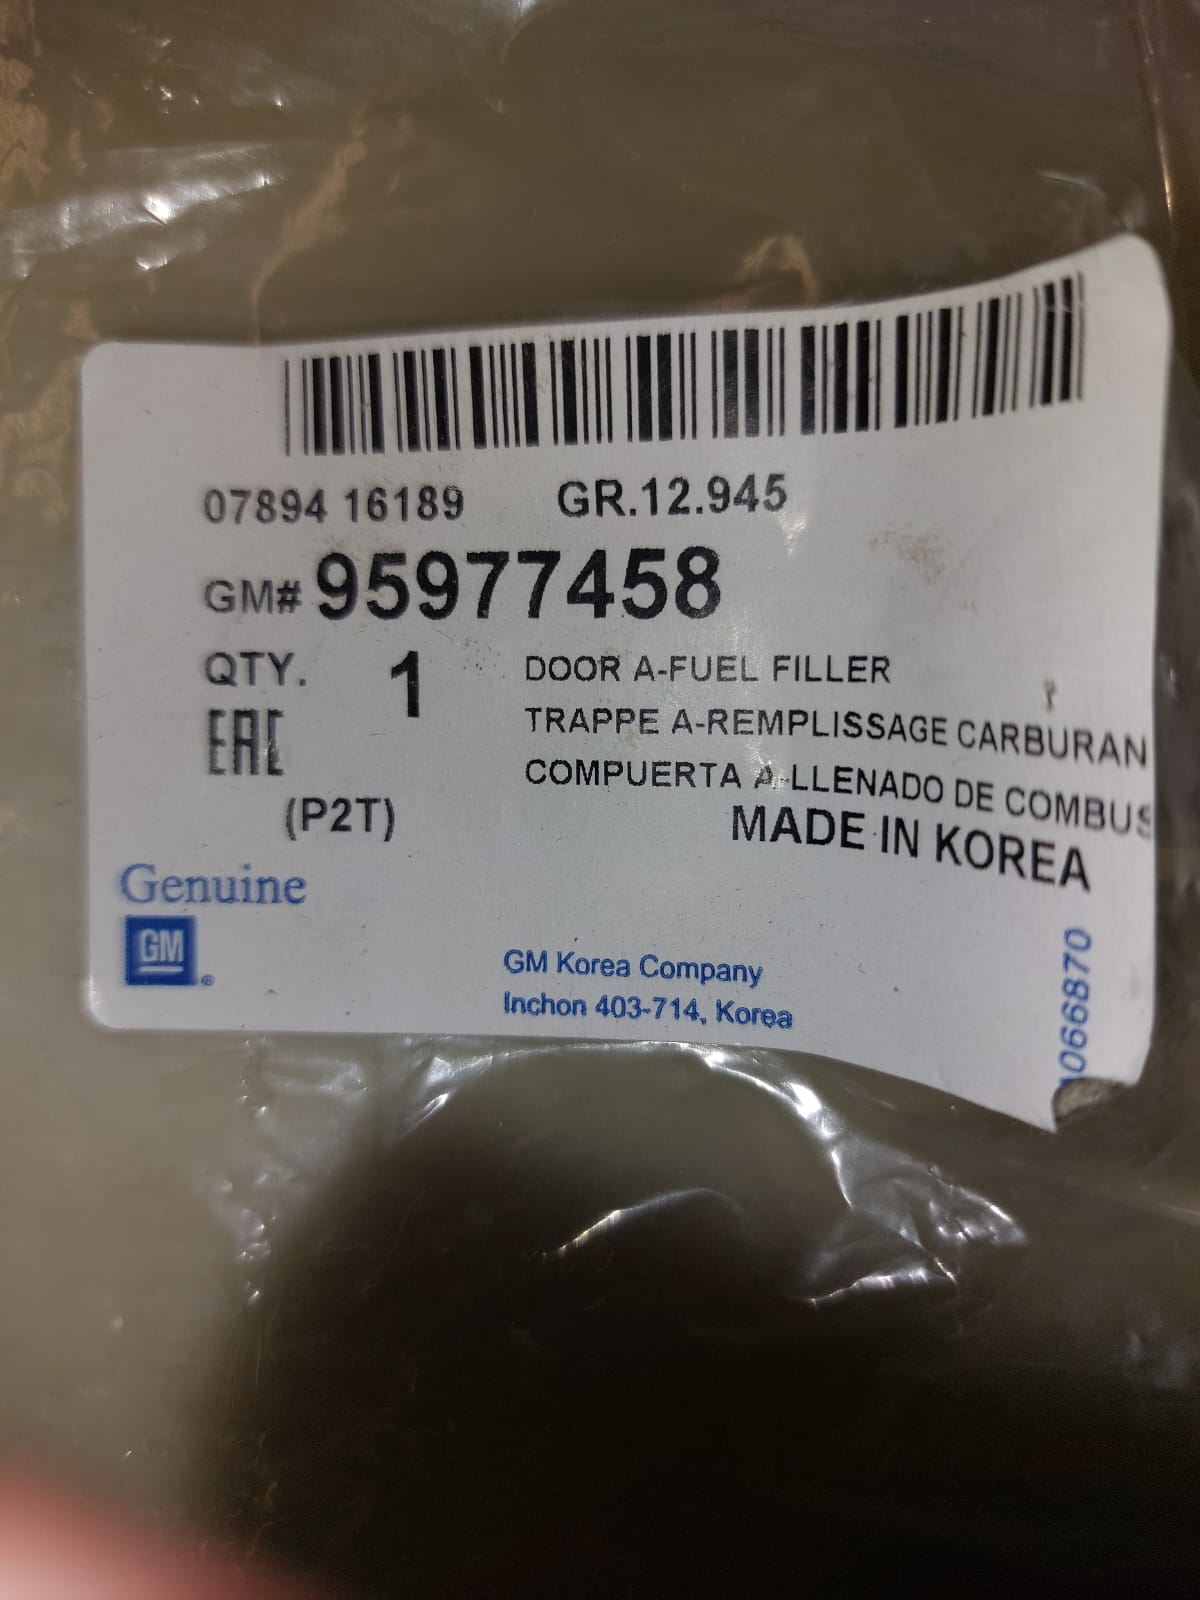 07894 16189 GR.12.945
GM# 95977458
QTY. 1
DOOR A-FUEL FILLER
TRAPPE A-REMPLISSAGE CARBURAN
COMPUERTA A-LLENADO DE COMBUS
EAC
(P2T)
MADE IN KOREA
Genuine
GM ®
GM Korea Company
Inchon 403-714, Korea
066870